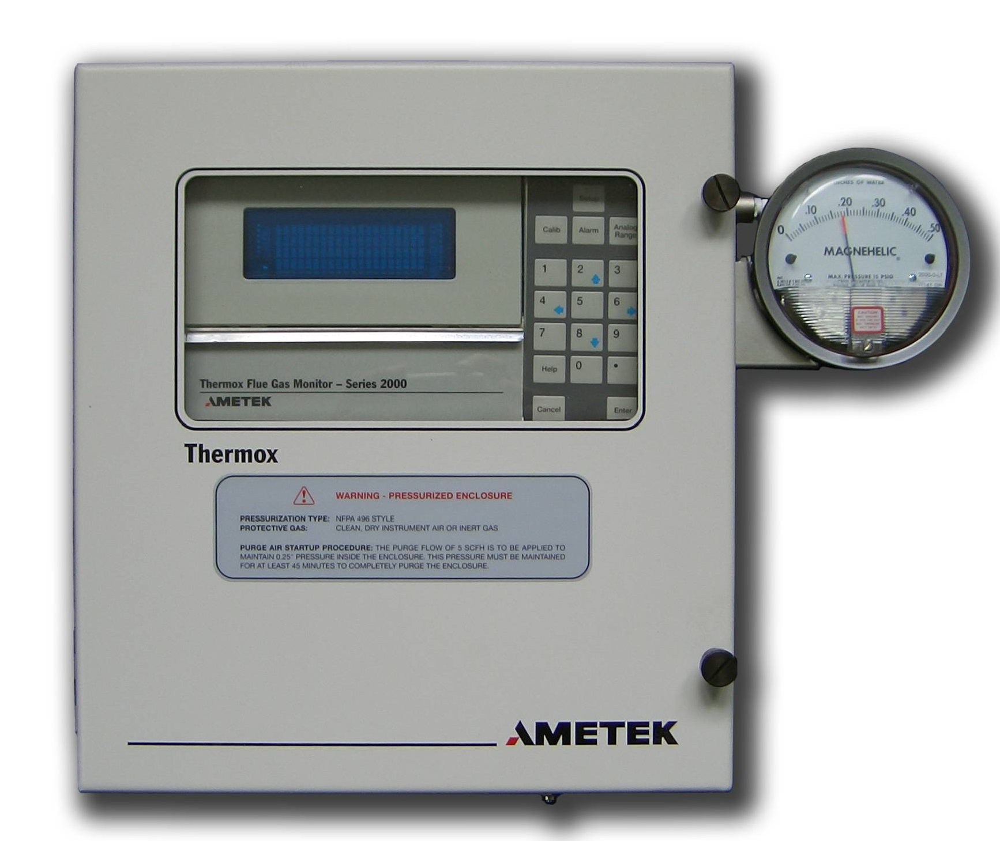 Setup
Calib Alarm Analog
Range
1 2 3
4 5 6
7 8 9
Help 0 •
Cancel Enter
Thermox Flue Gas Monitor – Series 2000
AMETEK
INCHES OF WATER
0 .10 .20 .30 .40 .50
MAGNEHELIC®
MAX. PRESSURE 15 PSIG
CAUTION
Thermox
WARNING - PRESSURIZED ENCLOSURE
PRESSURIZATION TYPE: NFPA 496 STYLE
PROTECTIVE GAS: CLEAN, DRY INSTRUMENT AIR OR INERT GAS
PURGE AIR STARTUP PROCEDURE: THE PURGE FLOW OF 5 SCFH IS TO BE APPLIED TO
MAINTAIN 0.25" PRESSURE INSIDE THE ENCLOSURE. THIS PRESSURE MUST BE MAINTAINED
FOR AT LEAST 45 MINUTES TO COMPLETELY PURGE THE ENCLOSURE.
AMETEK